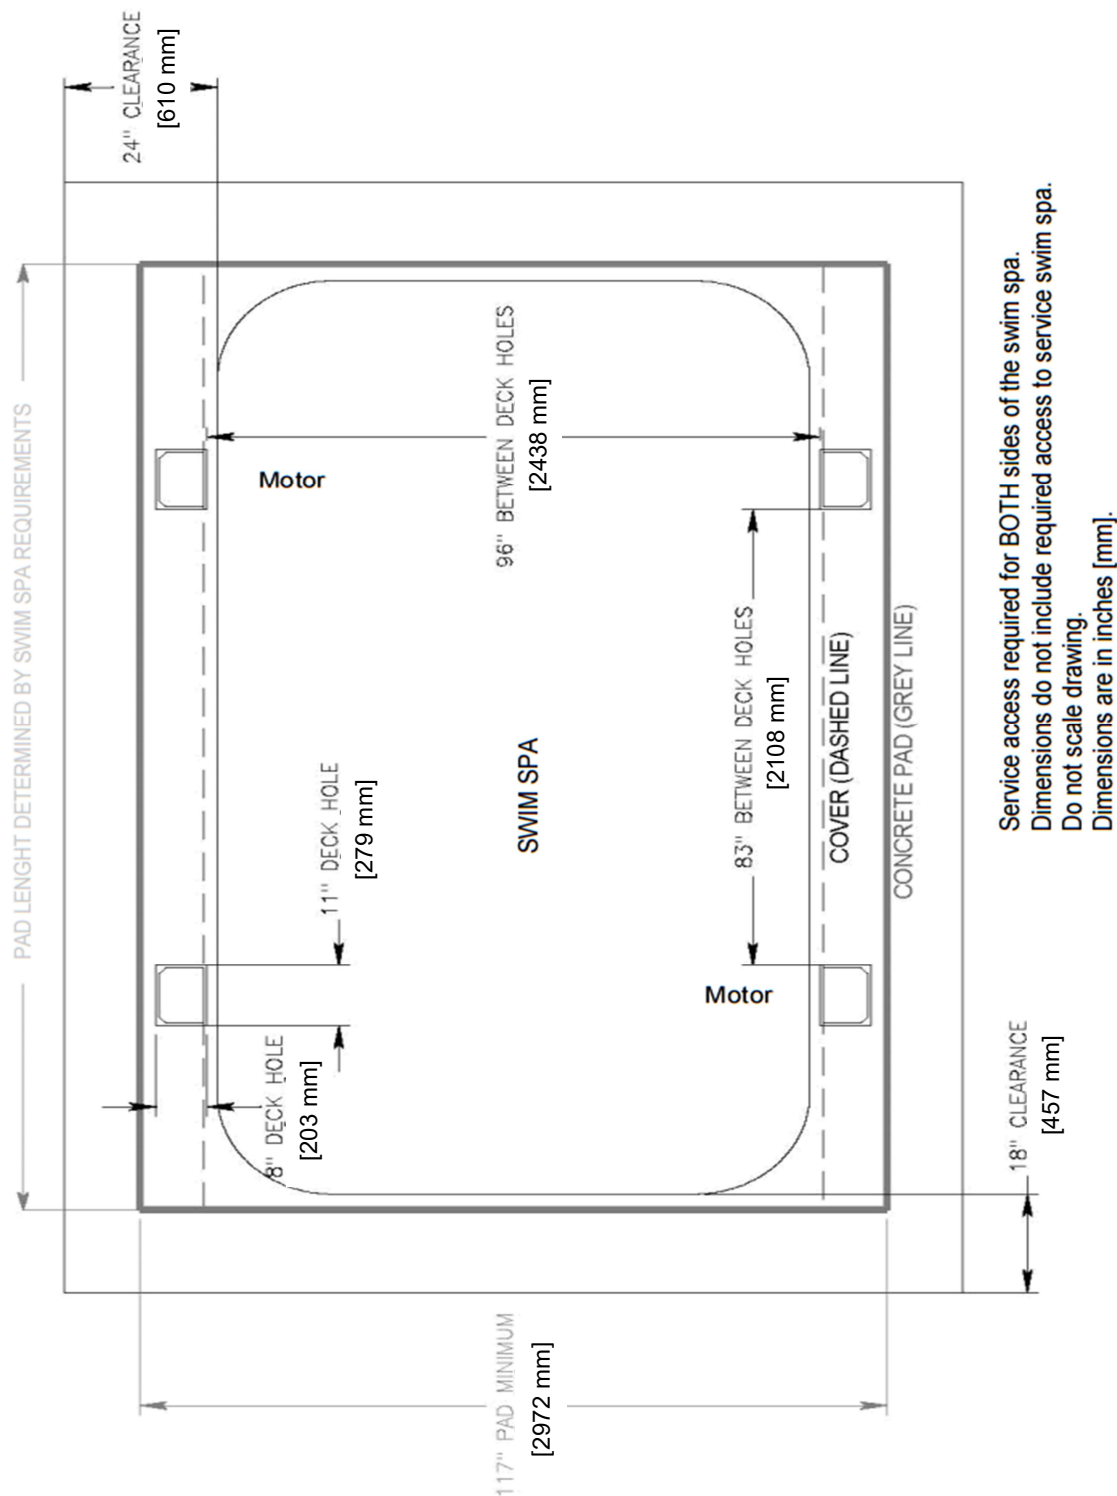 PAD LENGHT DETERMINED BY SWIM SPA REQUIREMENTS
24" CLEARANCE
[610 mm]
8" DECK HOLE
[203 mm]
11" DECK HOLE
[279 mm]
Motor
96" BETWEEN DECK HOLES
[2438 mm]
SWIM SPA
117" PAD MINIMUM
[2972 mm]
Motor
83" BETWEEN DECK HOLES
[2108 mm]
COVER (DASHED LINE)
CONCRETE PAD (GREY LINE)
18" CLEARANCE
[457 mm]
Service access required for BOTH sides of the swim spa.
Dimensions do not include required access to service swim spa.
Do not scale drawing.
Dimensions are in inches [mm].